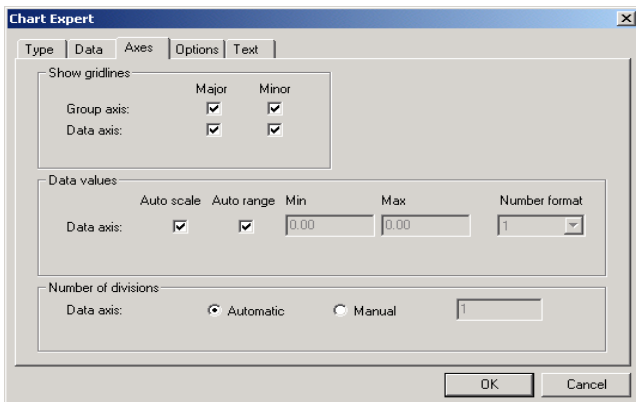 Chart Expert
Type Data Axes Options Text
Show gridlines
Major Minor
Group axis:
Data axis:
Data values
Auto scale Auto range Min Max Number format
Data axis: 0.00 0.00 1
Number of divisions
Data axis: Automatic Manual 1
OK Cancel